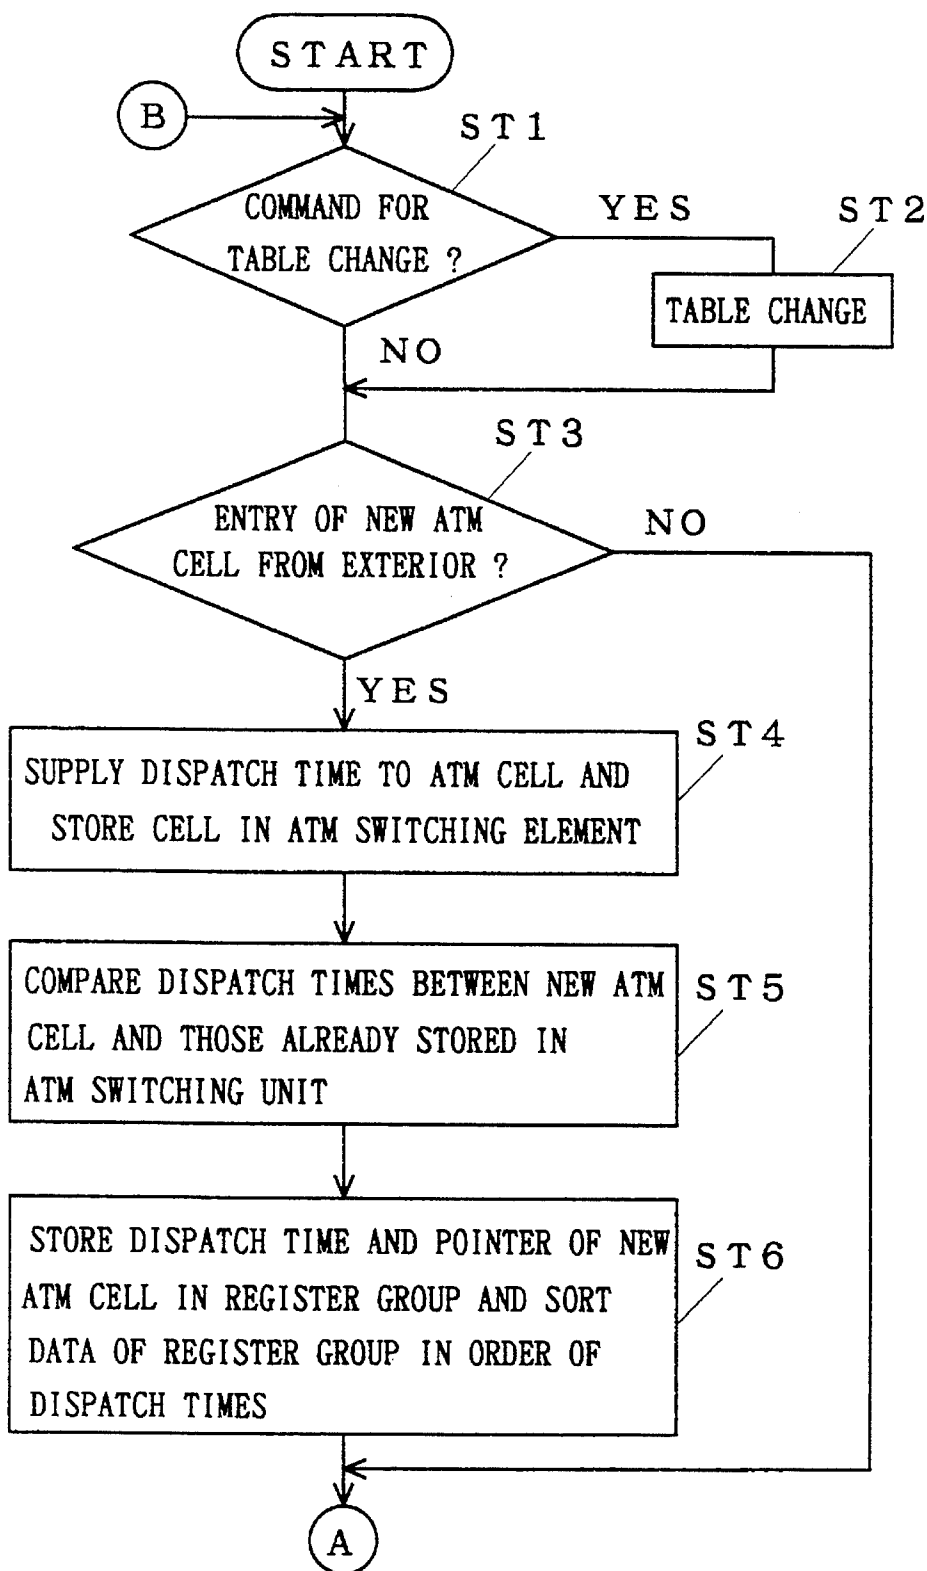 START
B
ST1
COMMAND FOR
TABLE CHANGE ?
YES
ST2
TABLE CHANGE
NO
ST3
ENTRY OF NEW ATM
CELL FROM EXTERIOR ?
NO
YES
ST4
SUPPLY DISPATCH TIME TO ATM CELL AND
STORE CELL IN ATM SWITCHING ELEMENT
ST5
COMPARE DISPATCH TIMES BETWEEN NEW ATM
CELL AND THOSE ALREADY STORED IN
ATM SWITCHING UNIT
ST6
STORE DISPATCH TIME AND POINTER OF NEW
ATM CELL IN REGISTER GROUP AND SORT
DATA OF REGISTER GROUP IN ORDER OF
DISPATCH TIMES
A